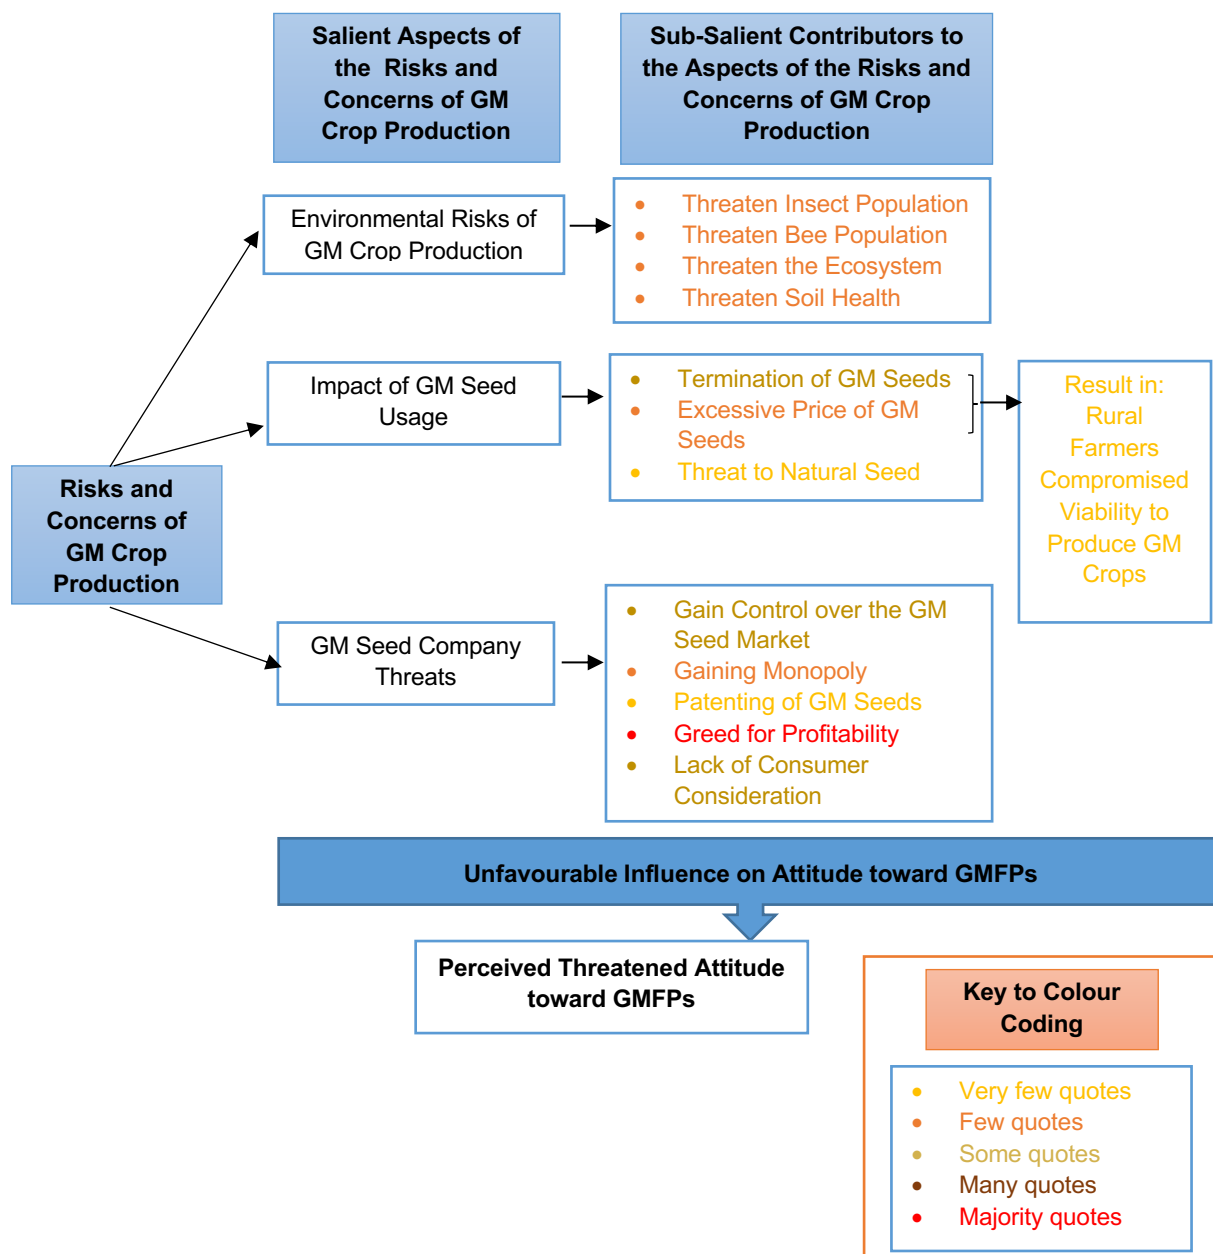 Salient Aspects of
the Risks and
Concerns of GM
Crop Production
Sub-Salient Contributors to
the Aspects of the Risks and
Concerns of GM Crop
Production
Environmental Risks of
GM Crop Production
• Threaten Insect Population
• Threaten Bee Population
• Threaten the Ecosystem
• Threaten Soil Health
Impact of GM Seed
Usage
• Termination of GM Seeds
• Excessive Price of GM
Seeds
• Threat to Natural Seed
Result in:
Rural
Farmers
Compromised
Viability to
Produce GM
Crops
Risks and
Concerns of
GM Crop
Production
GM Seed Company
Threats
• Gain Control over the GM
Seed Market
• Gaining Monopoly
• Patenting of GM Seeds
• Greed for Profitability
• Lack of Consumer
Consideration
Unfavourable Influence on Attitude toward GMFPs
Perceived Threatened Attitude
toward GMFPs
Key to Colour
Coding
• Very few quotes
• Few quotes
• Some quotes
• Many quotes
• Majority quotes